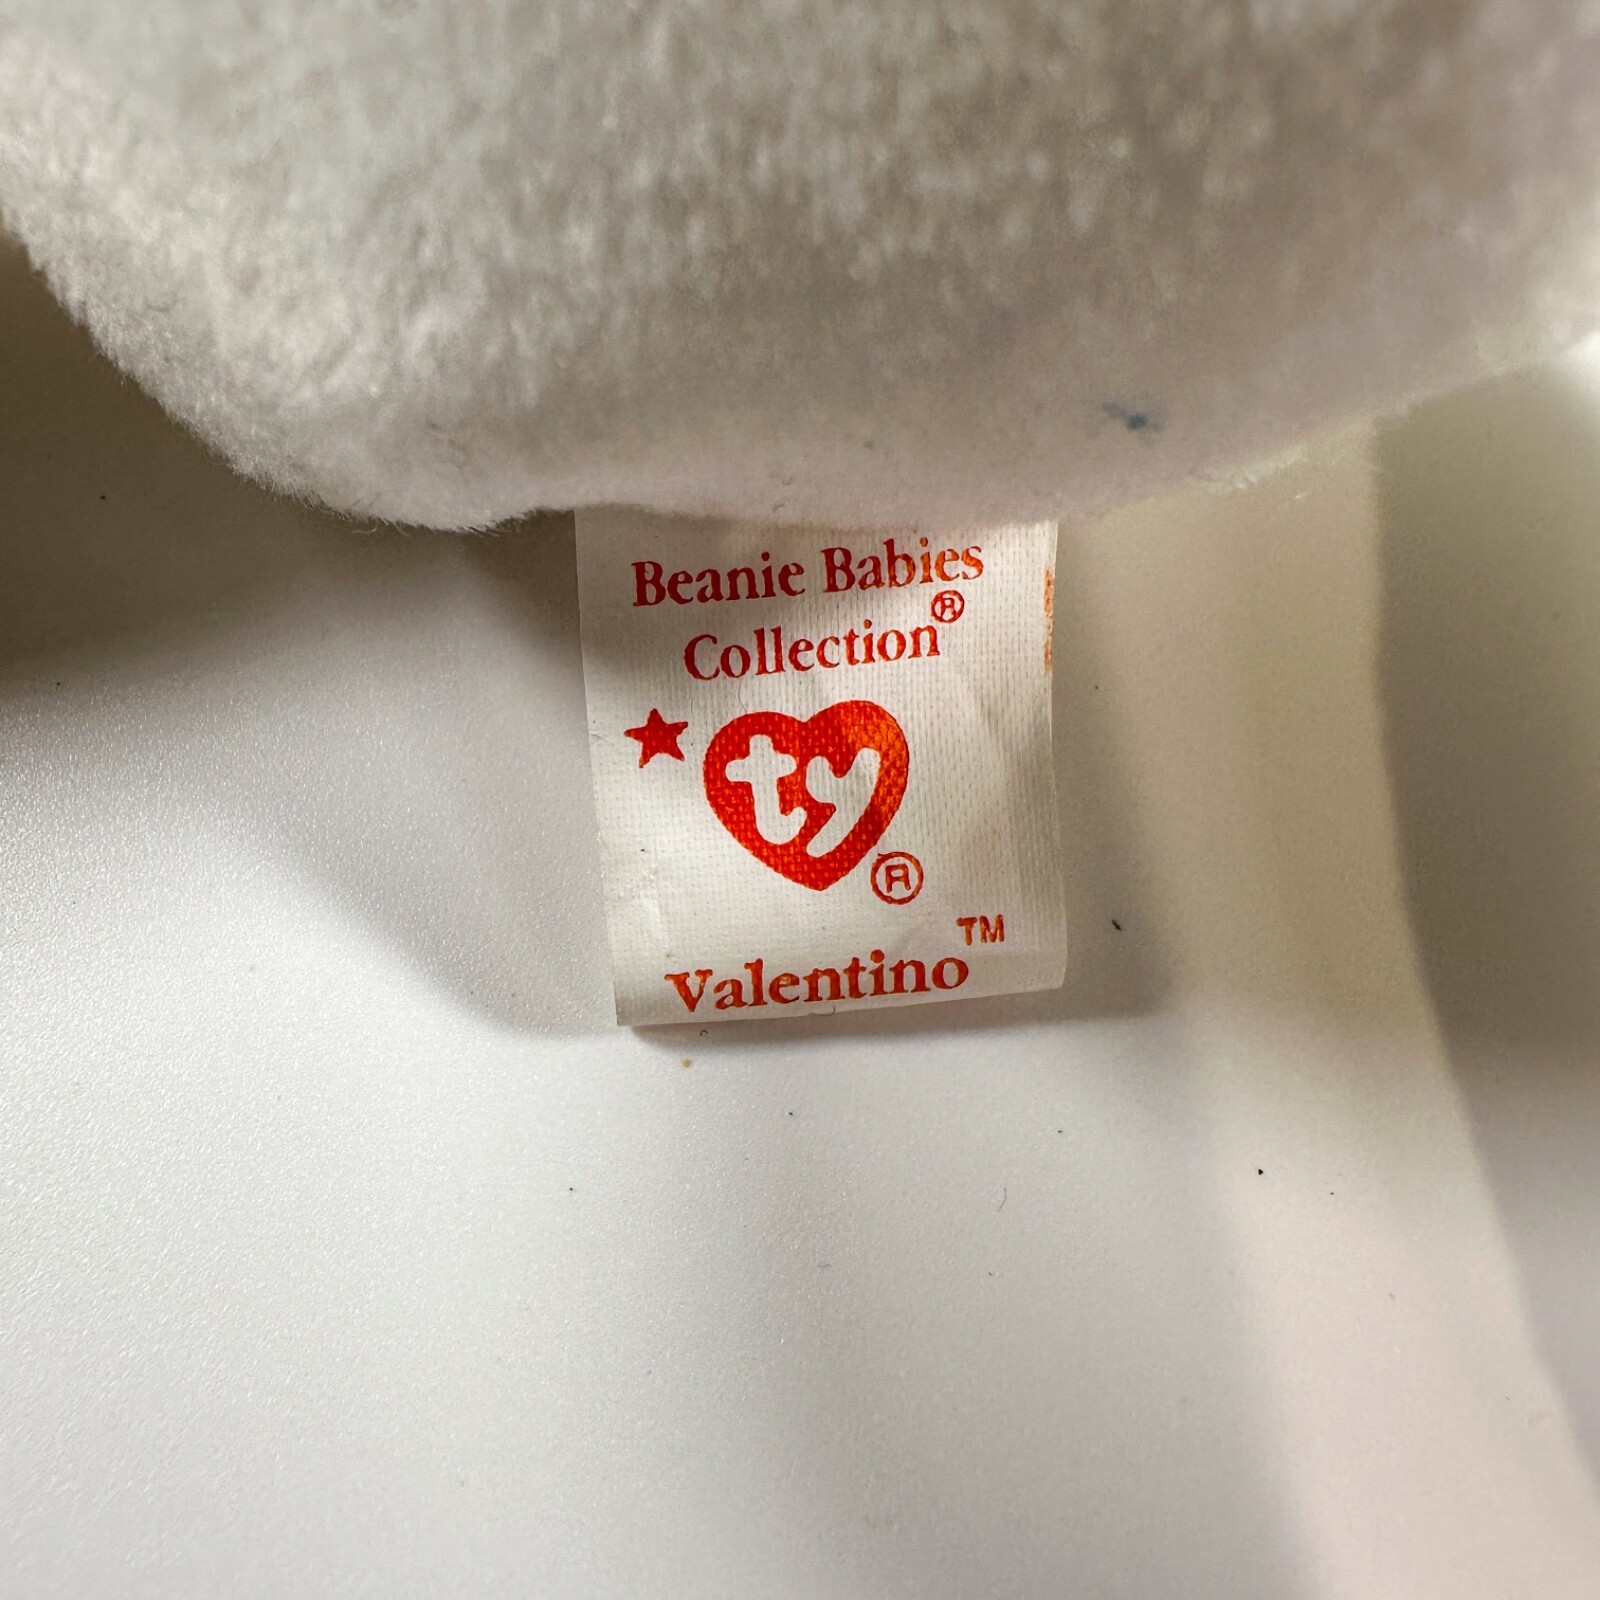 Beanie Babies
Collection®
ty®
Valentino™